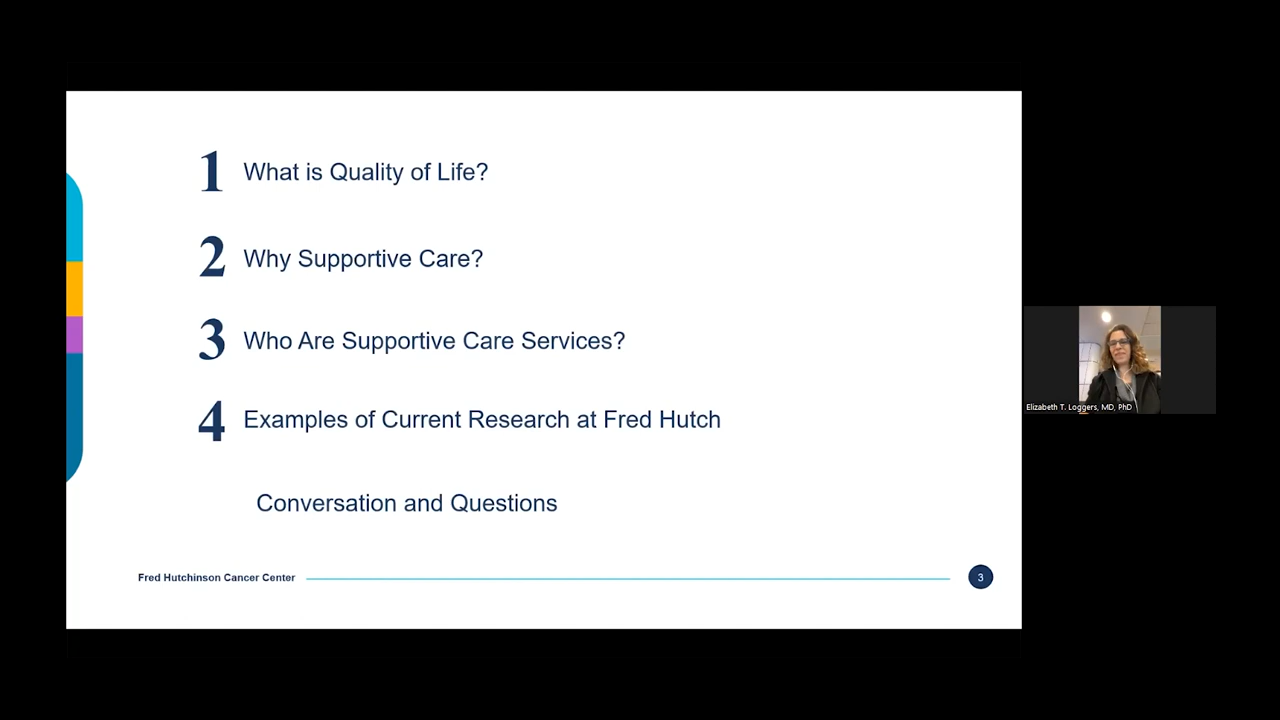 1 What is Quality of Life?
2 Why Supportive Care?
3 Who Are Supportive Care Services?
4 Examples of Current Research at Fred Hutch
Conversation and Questions
Fred Hutchinson Cancer Center
3
Elizabeth T. Loggers, MD, PhD